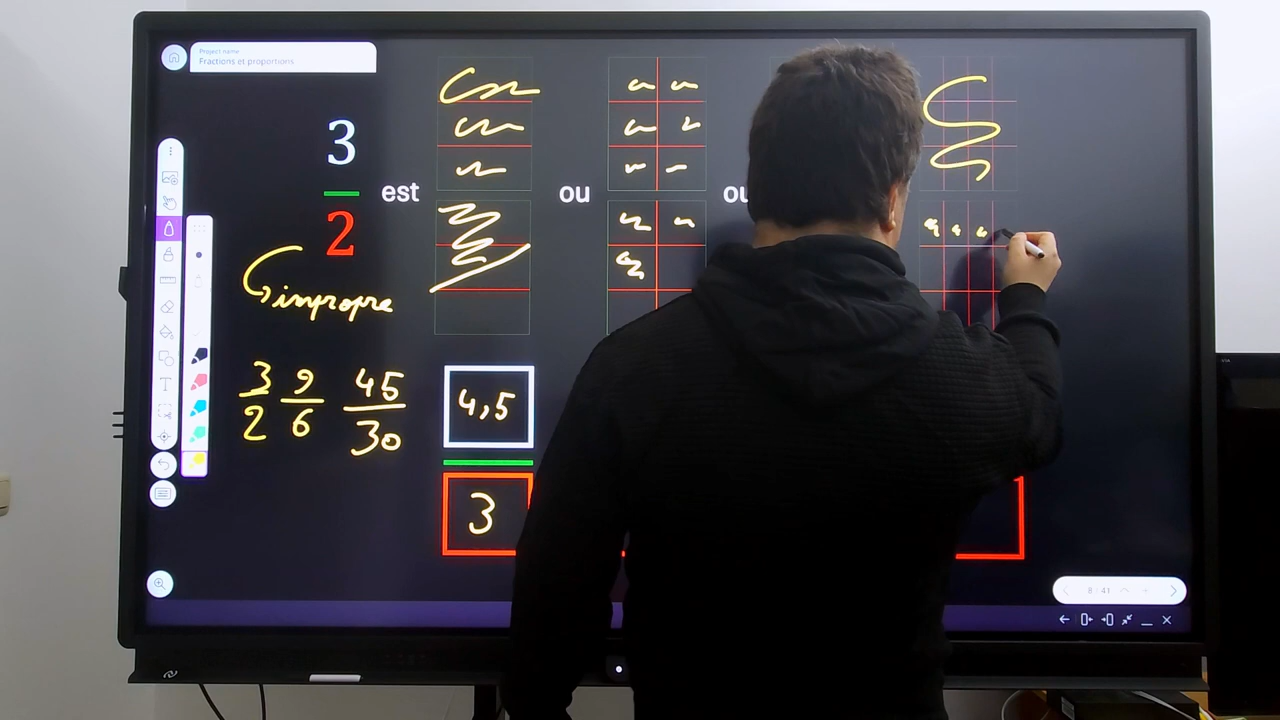 Project name
Fractions et proportions
3
2
est
ou
ou
impropre
3 9 45
2 6 30
4,5
3
8 / 41